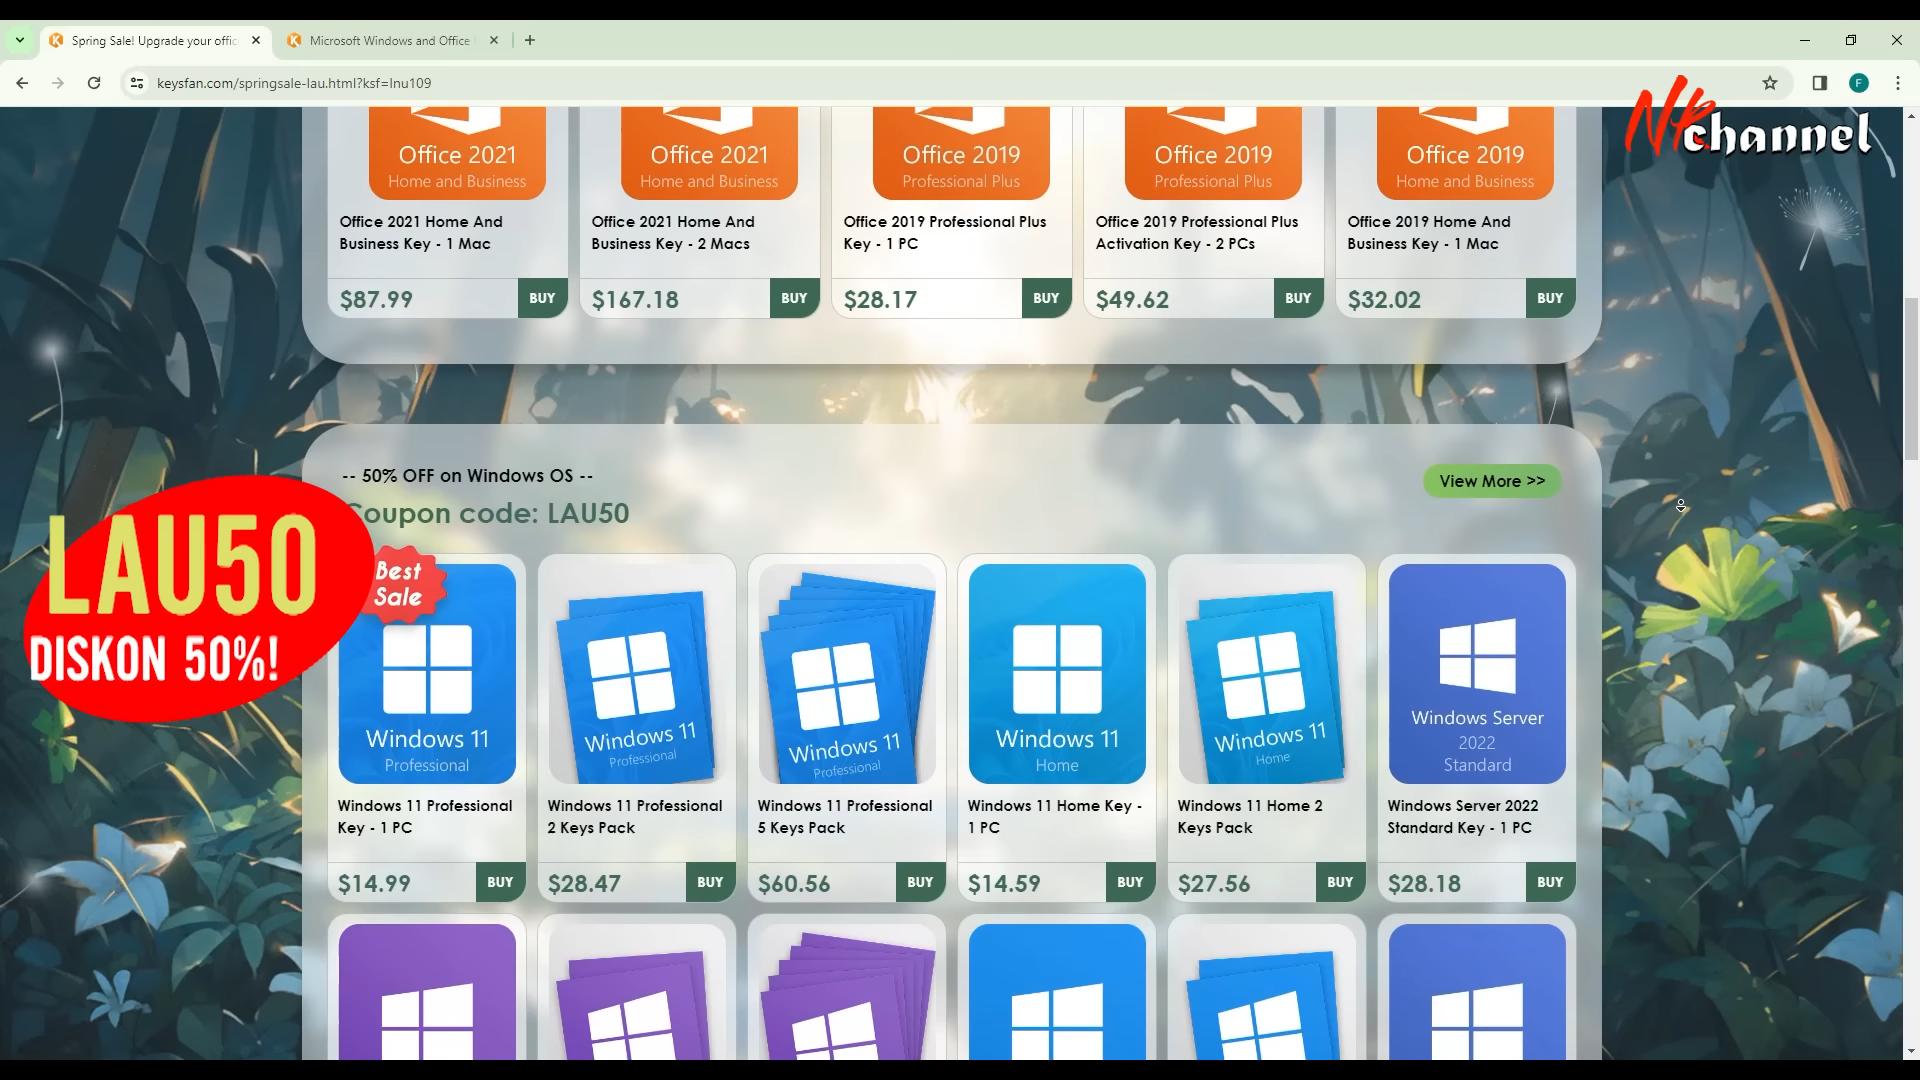 Spring Sale! Upgrade your offic
Microsoft Windows and Office
keysfan.com/springsale-lau.html?ksf=lnu109
F
NR
channel
Office 2021
Home and Business
Office 2021
Home and Business
Office 2019
Professional Plus
Office 2019
Professional Plus
Office 2019
Home and Business
Office 2021 Home And
Business Key - 1 Mac
Office 2021 Home And
Business Key - 2 Macs
Office 2019 Professional Plus
Key - 1 PC
Office 2019 Professional Plus
Activation Key - 2 PCs
Office 2019 Home And
Business Key - 1 Mac
$87.99 BUY
$167.18 BUY
$28.17 BUY
$49.62 BUY
$32.02 BUY
-- 50% OFF on Windows OS --
View More >>
Coupon code: LAU50
LAU50
DISKON 50%!
Best
Sale
Windows 11
Professional
Windows 11
Professional
Windows 11
Professional
Windows 11
Home
Windows 11
Home
Windows Server
2022
Standard
Windows 11 Professional
Key - 1 PC
Windows 11 Professional
2 Keys Pack
Windows 11 Professional
5 Keys Pack
Windows 11 Home Key -
1 PC
Windows 11 Home 2
Keys Pack
Windows Server 2022
Standard Key - 1 PC
$14.99 BUY
$28.47 BUY
$60.56 BUY
$14.59 BUY
$27.56 BUY
$28.18 BUY